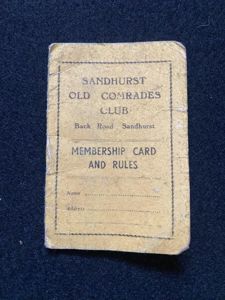 SANDHURST
OLD COMRADES
CLUB
Back Road Sandhurst
MEMBERSHIP CARD
AND RULES
Name
Address